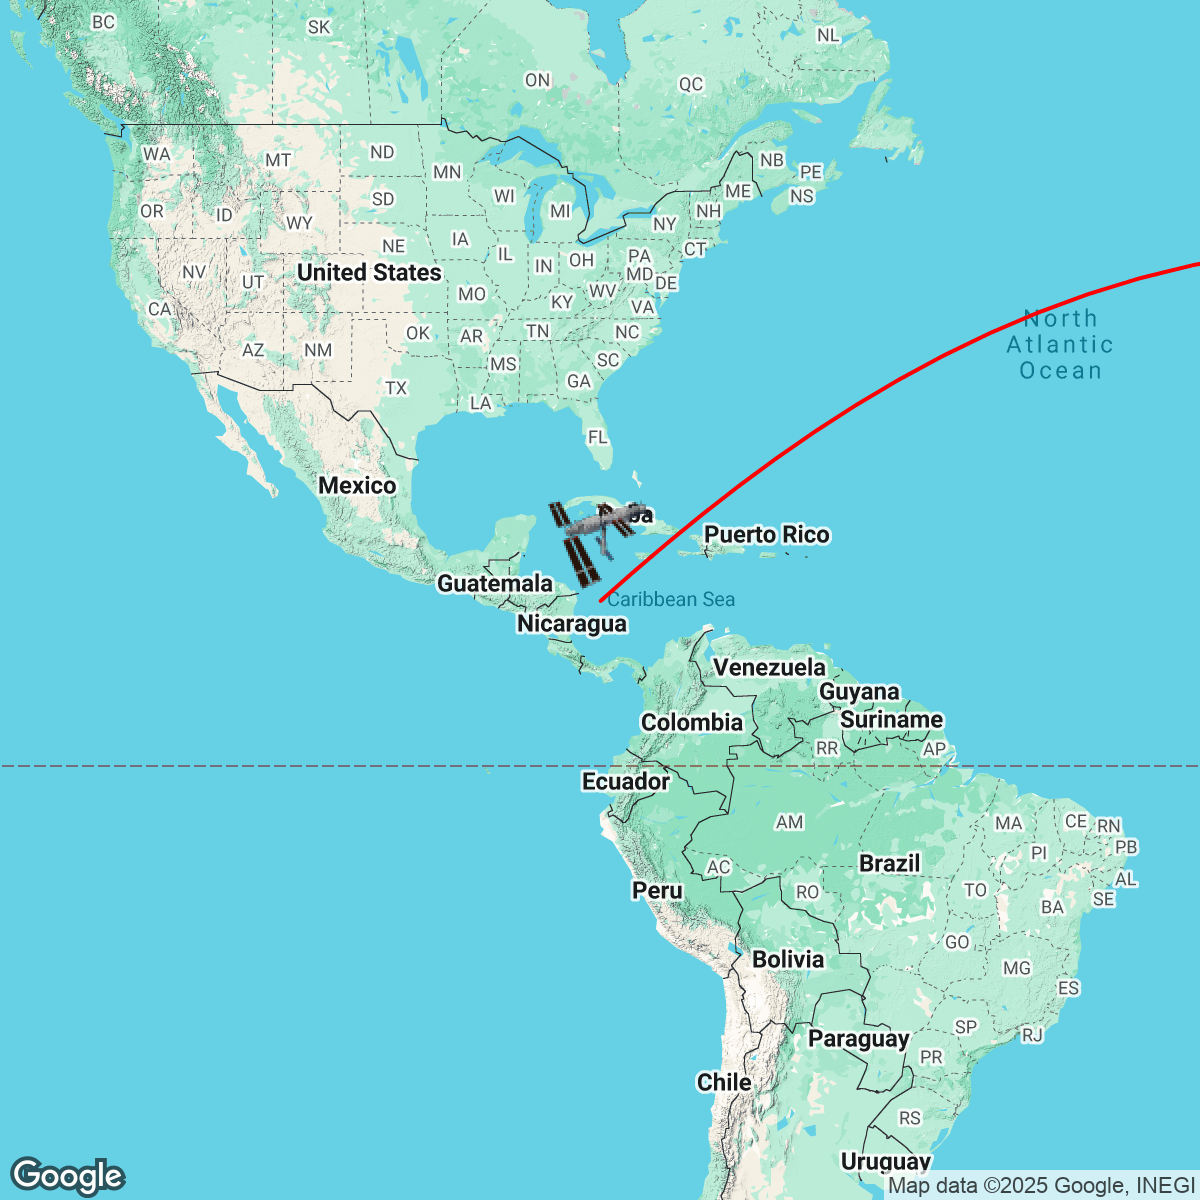 BC
SK
NL
ON
QC
WA
MT
ND
MN
NB
PE
NS
OR
ID
WY
SD
WI
MI
ME
NH
NY
CT
NE
IA
IL
IN
OH
PA
MD
DE
NV
UT
United States
MO
KY
WV
VA
CA
AZ
NM
OK
AR
TN
NC
SC
MS
GA
TX
LA
FL
North
Atlantic
Ocean
Mexico
Puerto Rico
Guatemala
Caribbean Sea
Nicaragua
Venezuela
Guyana
Suriname
Colombia
RR
AP
Ecuador
AM
MA
CE
RN
PB
PI
AL
SE
BA
TO
AC
RO
Brazil
Peru
GO
MG
ES
Bolivia
SP
RJ
PR
Paraguay
Chile
RS
Uruguay
Google
Map data ©2025 Google, INEGI